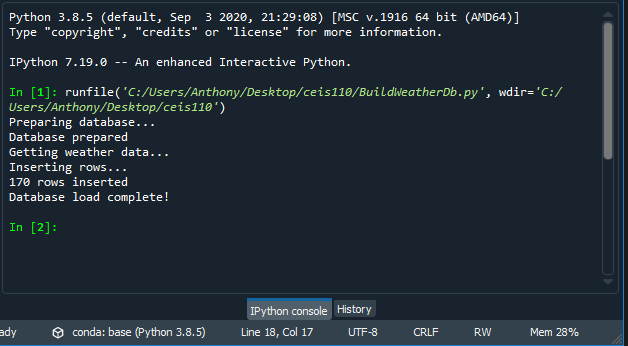 Python 3.8.5 (default, Sep  3 2020, 21:29:08) [MSC v.1916 64 bit (AMD64)]
Type "copyright", "credits" or "license" for more information.
IPython 7.19.0 -- An enhanced Interactive Python.
In [1]: runfile('C:/Users/Anthony/Desktop/ceis110/BuildWeatherDb.py', wdir='C:/
Users/Anthony/Desktop/ceis110')
Preparing database...
Database prepared
Getting weather data...
Inserting rows...
170 rows inserted
Database load complete!
In [2]:
IPython console History
ady conda: base (Python 3.8.5) Line 18, Col 17 UTF-8 CRLF RW Mem 28%